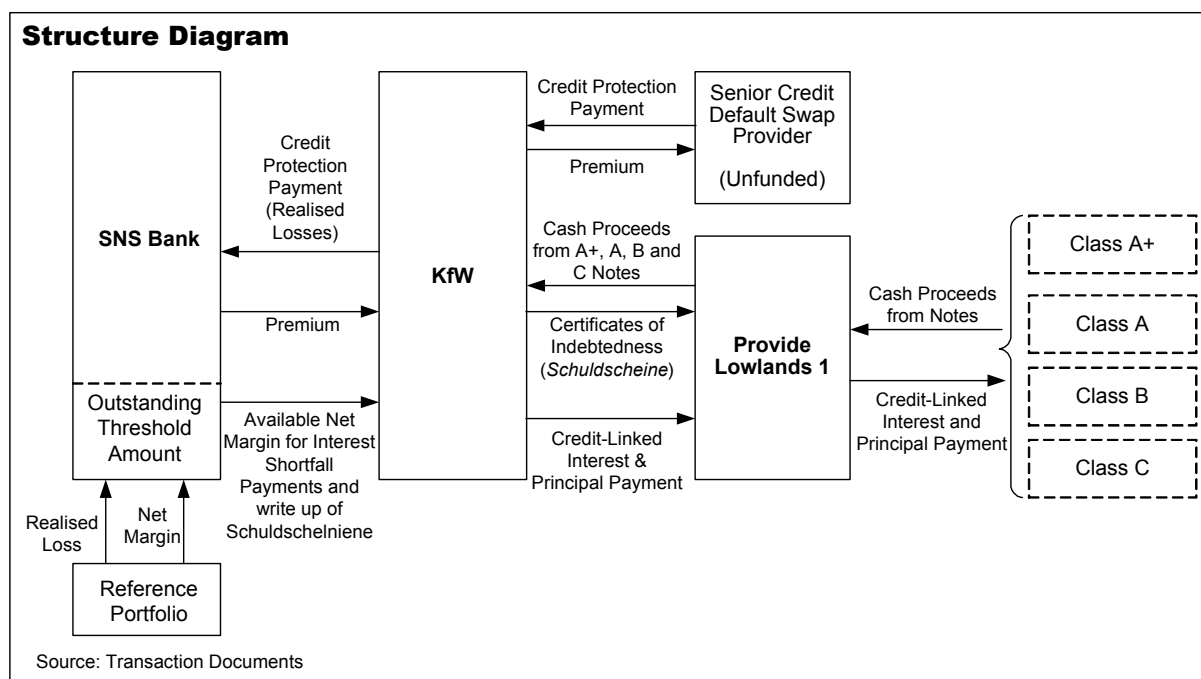 Structure Diagram
SNS Bank
Outstanding
Threshold
Amount
Realised
Loss
Net
Margin
Reference
Portfolio
Credit
Protection
Payment
(Realised
Losses)
Premium
Available Net
Margin for Interest
Shortfall
Payments and
write up of
Schuldschelniene
KfW
Credit Protection
Payment
Premium
Senior Credit
Default Swap
Provider
(Unfunded)
Cash Proceeds
from A+, A, B and
C Notes
Certificates of
Indebtedness
(Schuldscheine)
Credit-Linked
Interest &
Principal Payment
Provide
Lowlands 1
Cash Proceeds
from Notes
Credit-Linked
Interest and
Principal Payment
Class A+
Class A
Class B
Class C
Source: Transaction Documents